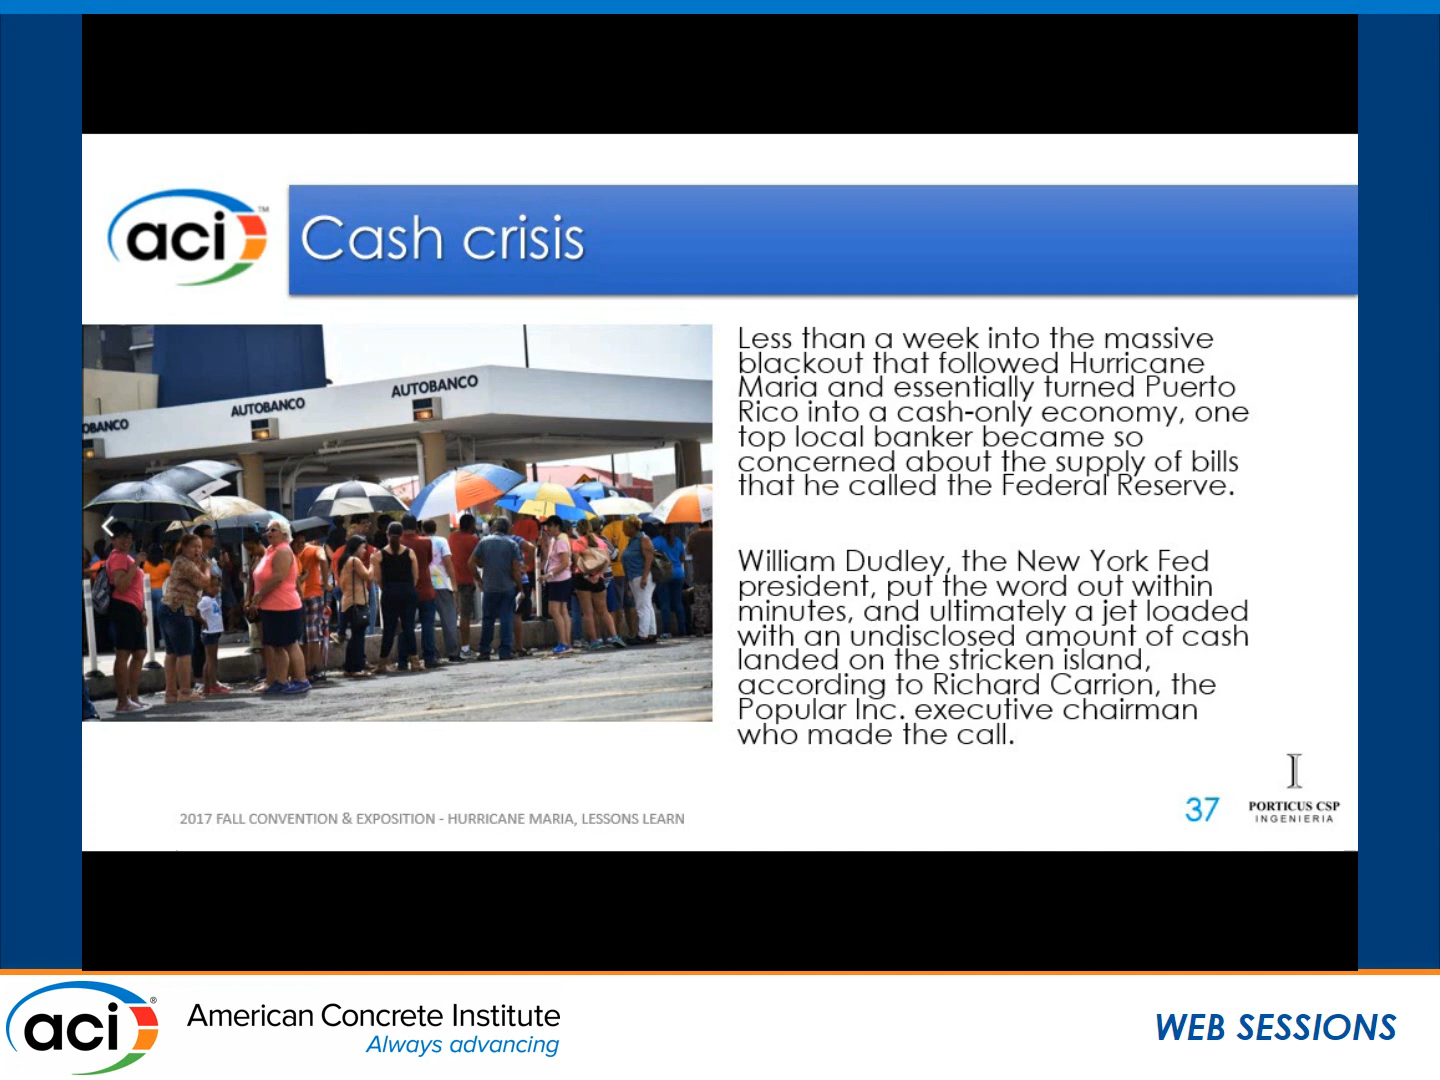 aci
TM
Cash crisis
AUTOBANCO
AUTOBANCO
OBANCO
Less than a week into the massive
blackout that followed Hurricane
Maria and essentially turned Puerto
Rico into a cash-only economy, one
top local banker became so
concerned about the supply of bills
that he called the Federal Reserve.
William Dudley, the New York Fed
president, put the word out within
minutes, and ultimately a jet loaded
with an undisclosed amount of cash
landed on the stricken island,
according to Richard Carrion, the
Popular Inc. executive chairman
who made the call.
2017 FALL CONVENTION & EXPOSITION - HURRICANE MARIA, LESSONS LEARN
37
PORTICUS CSP
INGENIERIA
aci
®
American Concrete Institute
Always advancing
WEB SESSIONS